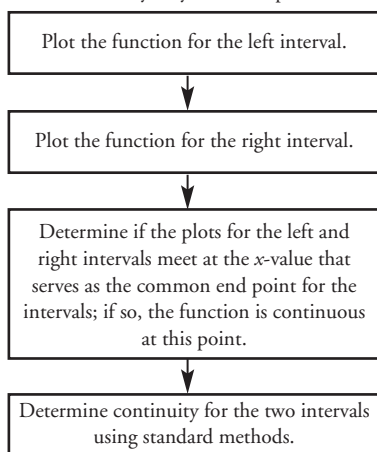 Plot the function for the left interval.
Plot the function for the right interval.
Determine if the plots for the left and
right intervals meet at the x-value that
serves as the common end point for the
intervals; if so, the function is continuous
at this point.
Determine continuity for the two intervals
using standard methods.